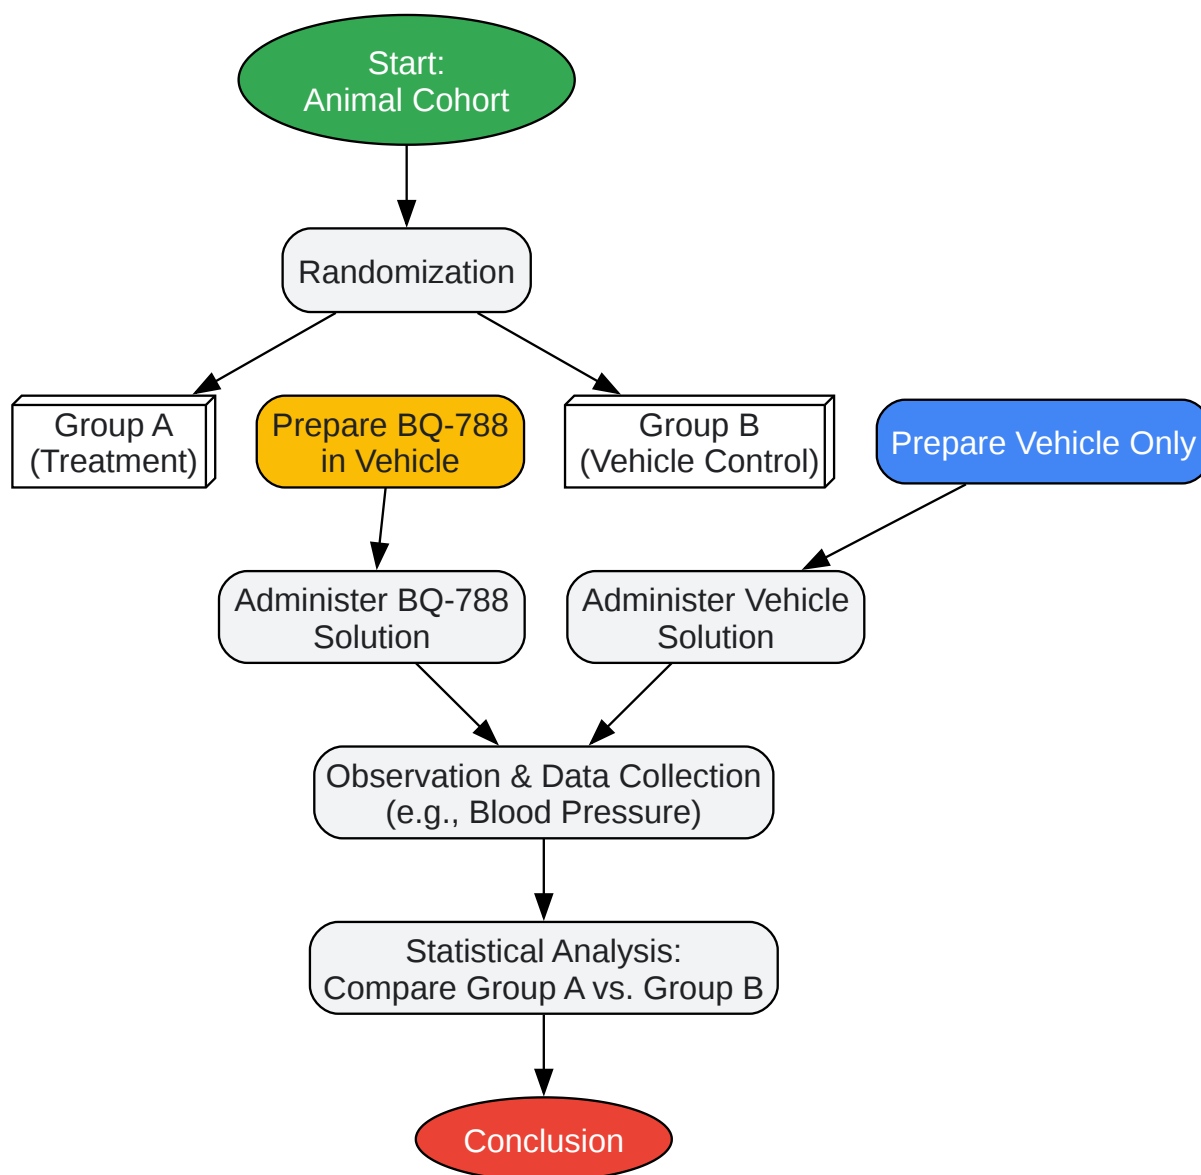 Start:
Animal Cohort
Randomization
Group A
(Treatment)
Prepare BQ-788
in Vehicle
Group B
(Vehicle Control)
Prepare Vehicle Only
Administer BQ-788
Solution
Administer Vehicle
Solution
Observation & Data Collection
(e.g., Blood Pressure)
Statistical Analysis:
Compare Group A vs. Group B
Conclusion